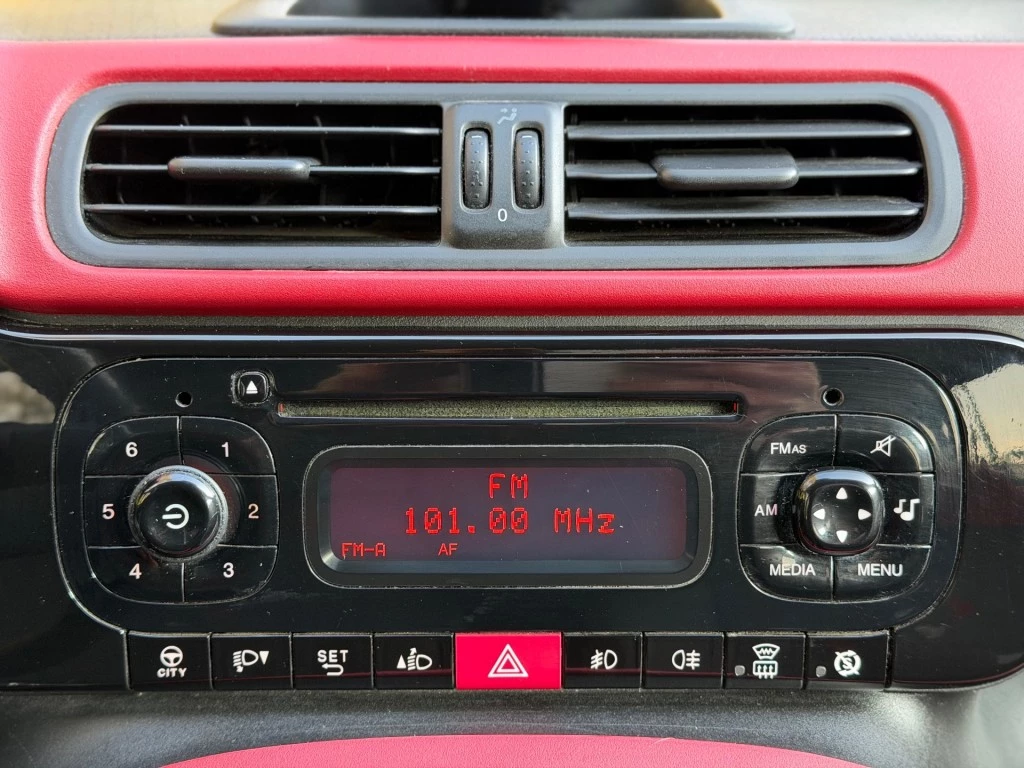 0
6 1
5 2
4 3
FM
101.00 MHz
FM-A AF
FMAS
AM
MEDIA MENU
CITY
SET